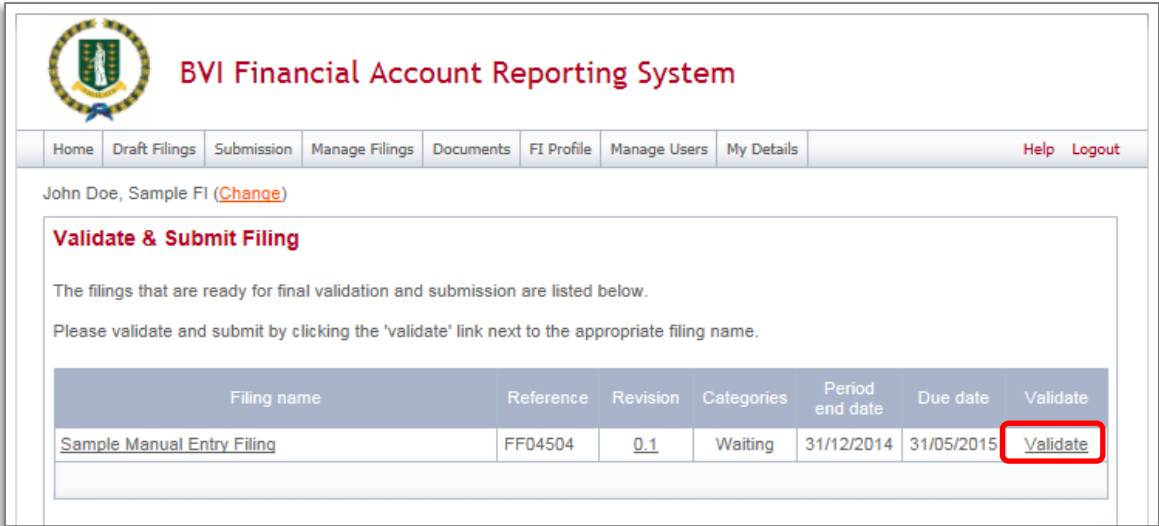 BVI Financial Account Reporting System
Home Draft Filings Submission Manage Filings Documents FI Profile Manage Users My Details Help Logout
John Doe, Sample FI (Change)
Validate & Submit Filing
The filings that are ready for final validation and submission are listed below.
Please validate and submit by clicking the 'validate' link next to the appropriate filing name.
Filing name Reference Revision Categories Period end date Due date Validate
Sample Manual Entry Filing FF04504 0.1 Waiting 31/12/2014 31/05/2015 Validate